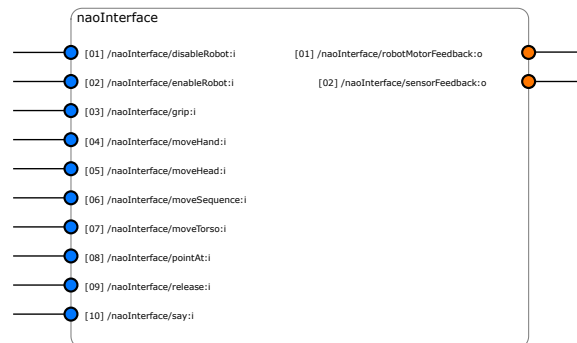 naoInterface
[01] /naoInterface/disableRobot:i
[01] /naoInterface/robotMotorFeedback:o
[02] /naoInterface/enableRobot:i
[02] /naoInterface/sensorFeedback:o
[03] /naoInterface/grip:i
[04] /naoInterface/moveHand:i
[05] /naoInterface/moveHead:i
[06] /naoInterface/moveSequence:i
[07] /naoInterface/moveTorso:i
[08] /naoInterface/pointAt:i
[09] /naoInterface/release:i
[10] /naoInterface/say:i